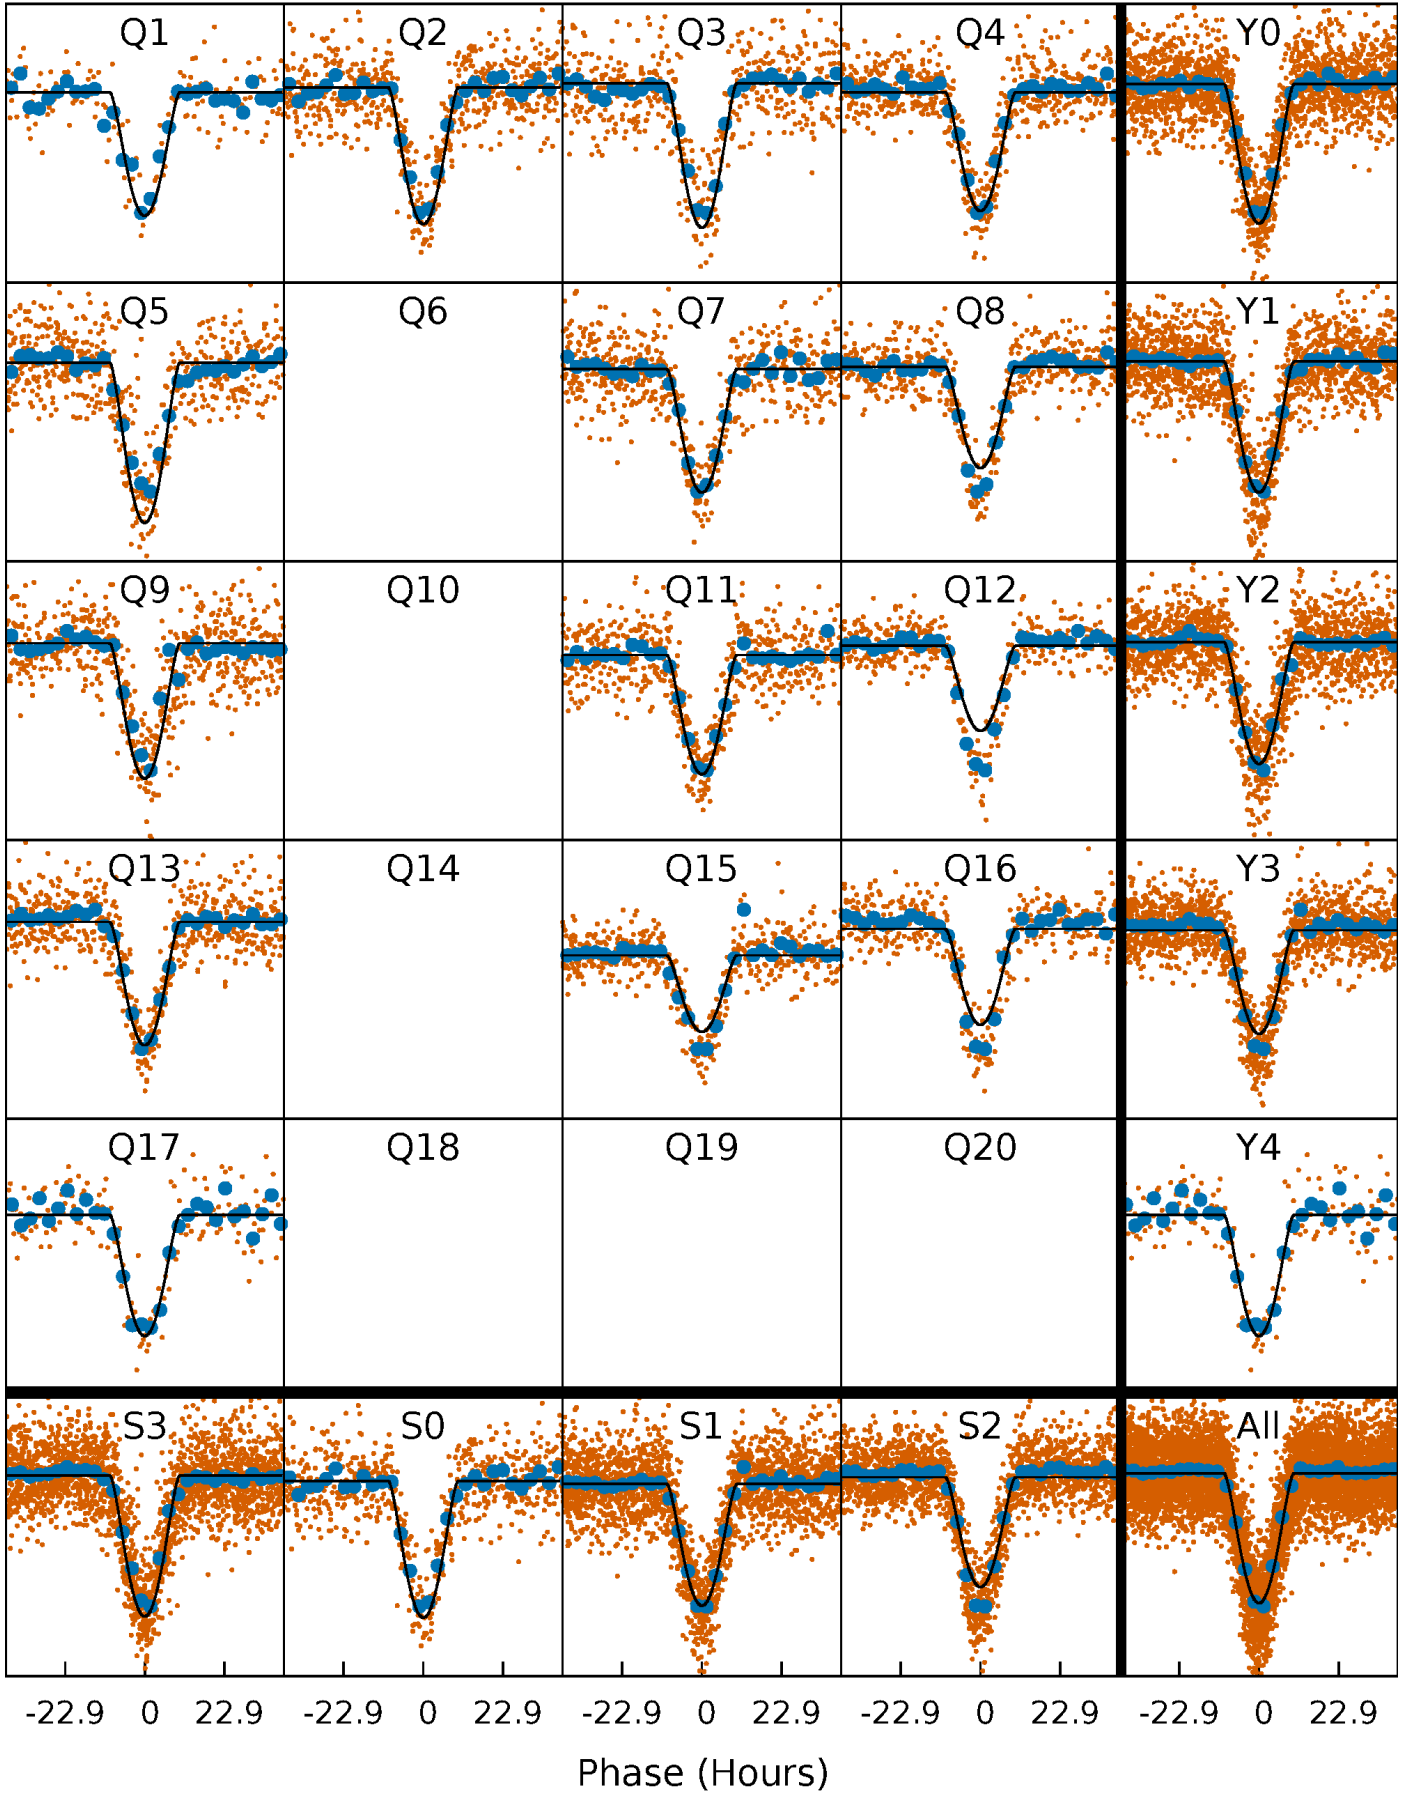 Q1 Q2 Q3 Q4 Y0
Q5 Q6 Q7 Q8 Y1
Q9 Q10 Q11 Q12 Y2
Q13 Q14 Q15 Q16 Y3
Q17 Q18 Q19 Q20 Y4
S3 S0 S1 S2 All
-22.9 0 22.9 -22.9 0 22.9 -22.9 0 22.9 -22.9 0 22.9 -22.9 0 22.9
Phase (Hours)